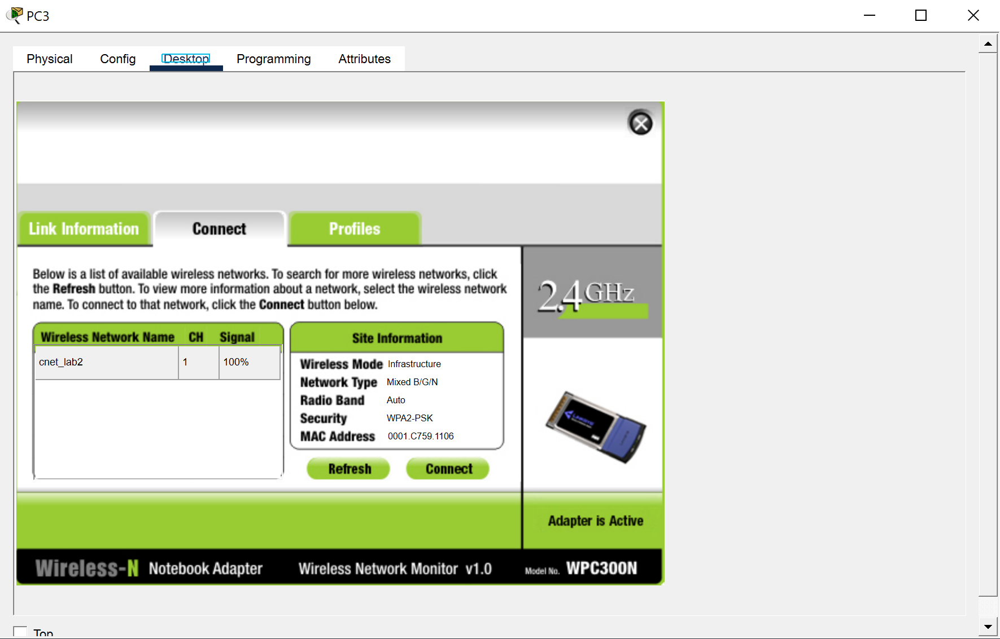 PC3
Physical Config Desktop Programming Attributes
Link Information Connect Profiles
Below is a list of available wireless networks. To search for more wireless networks, click
the Refresh button. To view more information about a network, select the wireless network
name. To connect to that network, click the Connect button below.
2.4GHz
Wireless Network Name CH Signal
cnet_lab2 1 100%
Site Information
Wireless Mode Infrastructure
Network Type Mixed B/G/N
Radio Band Auto
Security WPA2-PSK
MAC Address 0001.C759.1106
Refresh Connect
LINKSYS
Adapter is Active
Wireless-N Notebook Adapter Wireless Network Monitor v1.0 Model No. WPC300N
Top